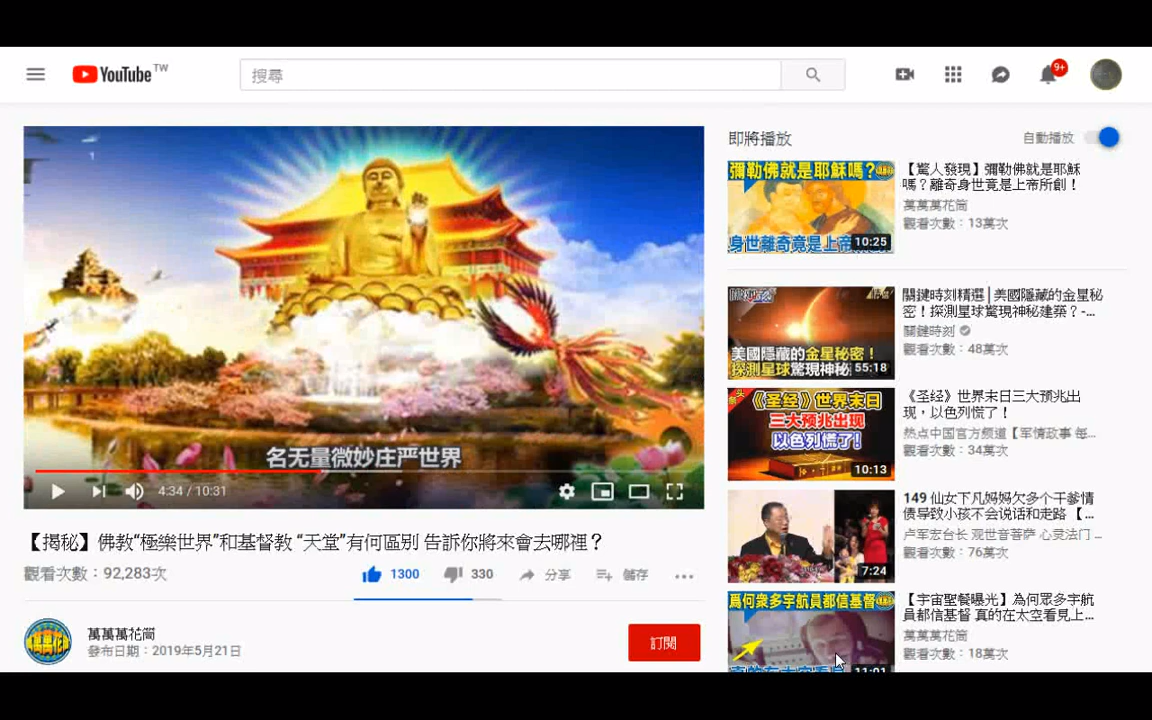 YouTube TW
搜尋
9+
名无量微妙庄严世界
4:34 / 10:31
【揭秘】佛教“極樂世界”和基督教 “天堂”有何區別 告訴你將來會去哪裡？
觀看次數：92,283次
1300
330
分享
儲存
萬萬萬花筒
發布日期：2019年5月21日
訂閱
即將播放
自動播放
彌勒佛就是耶穌嗎?
10:25
【驚人發現】彌勒佛就是耶穌
嗎？離奇身世竟是上帝所創！
萬萬萬花筒
觀看次數：13萬次
美國隱藏的金星秘密！
探測星球驚現神秘
55:18
關鍵時刻精選│美國隱藏的金星秘
密！探測星球驚現神秘建築？-...
關鍵時刻
觀看次數：48萬次
《圣经》世界末日
三大预兆出现
以色列慌了!
10:13
《圣经》世界末日三大预兆出
现，以色列慌了！
热点中国官方频道【军情政事 每...
觀看次數：34萬次
7:24
149 仙女下凡妈妈欠多个干爹情
债导致小孩不会说话和走路 【...
卢军宏台长 观世音菩萨 心灵法门 ...
觀看次數：76萬次
爲何衆多宇航員都信基督
11:01
【宇宙聖餐曝光】為何眾多宇航
員都信基督 真的在太空看見上...
萬萬萬花筒
觀看次數：18萬次